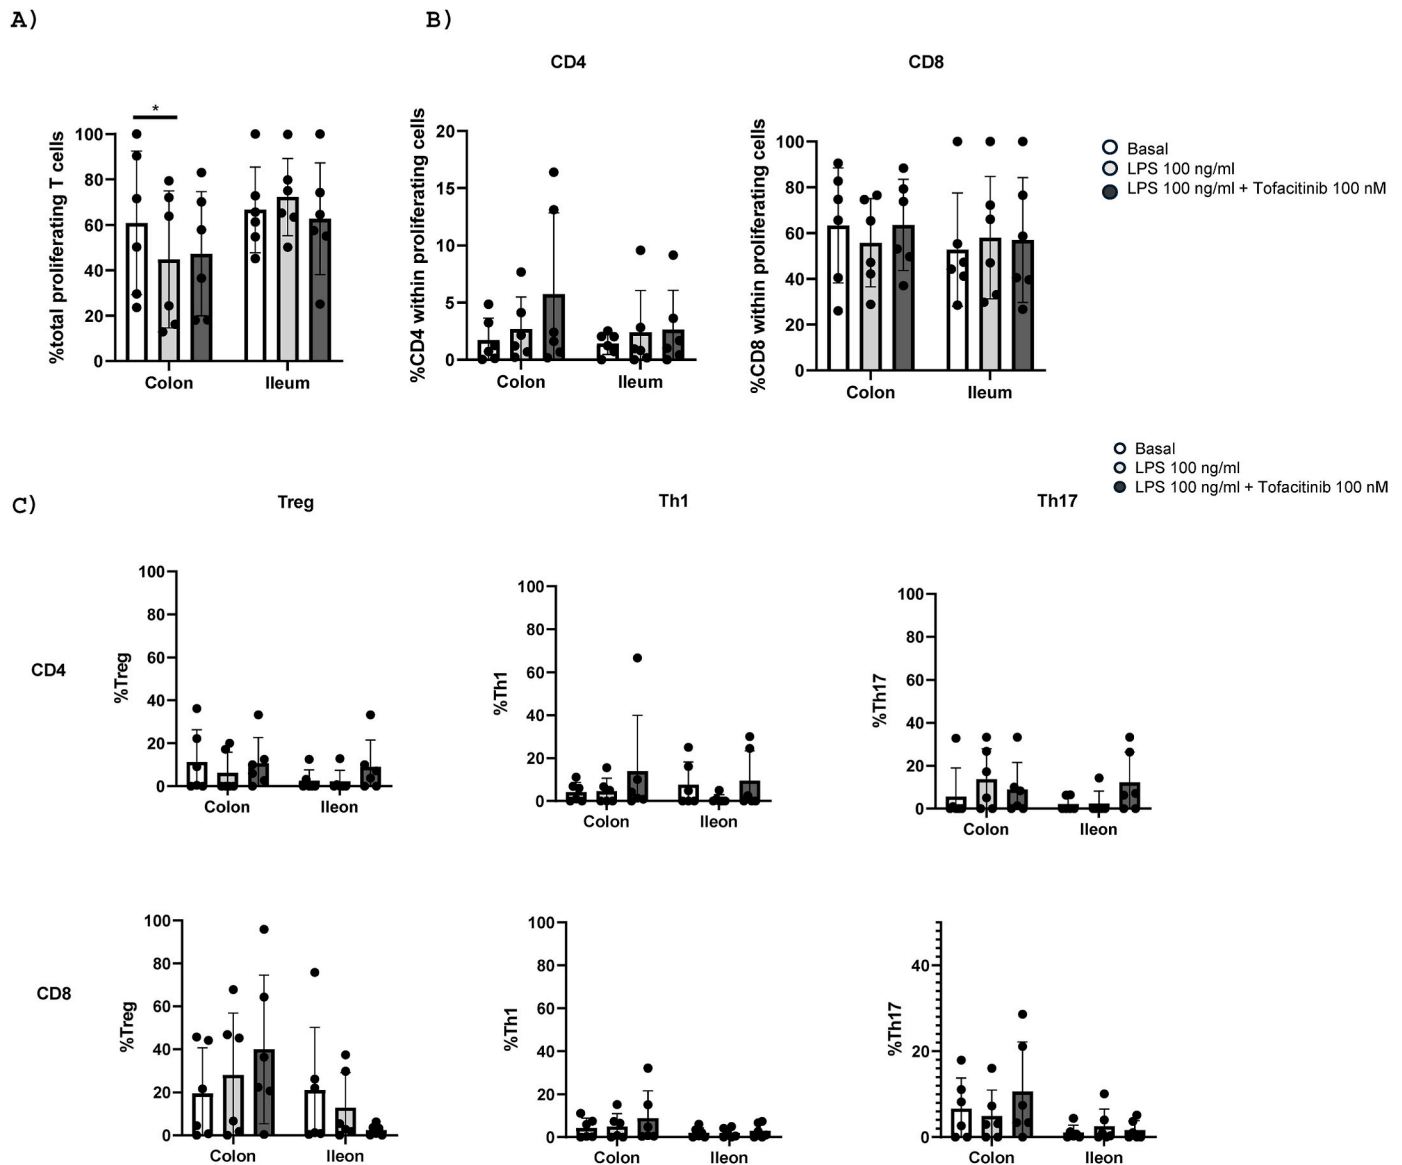 A)
B)
CD4
CD8
*
%total proliferating T cells
100
80
60
40
20
0
Colon
Ileum
%CD4 within proliferating cells
20
15
10
5
0
Colon
Ileum
%CD8 within proliferating cells
100
80
60
40
20
0
Colon
Ileum
Basal
LPS 100 ng/ml
LPS 100 ng/ml + Tofacitinib 100 nM
Basal
LPS 100 ng/ml
LPS 100 ng/ml + Tofacitinib 100 nM
C)
Treg
Th1
Th17
CD4
%Treg
100
80
60
40
20
0
Colon
Ileon
%Th1
100
80
60
40
20
0
Colon
Ileon
%Th17
100
80
60
40
20
0
Colon
Ileon
CD8
%Treg
100
80
60
40
20
0
Colon
Ileon
%Th1
100
80
60
40
20
0
Colon
Ileon
%Th17
40
20
0
Colon
Ileon